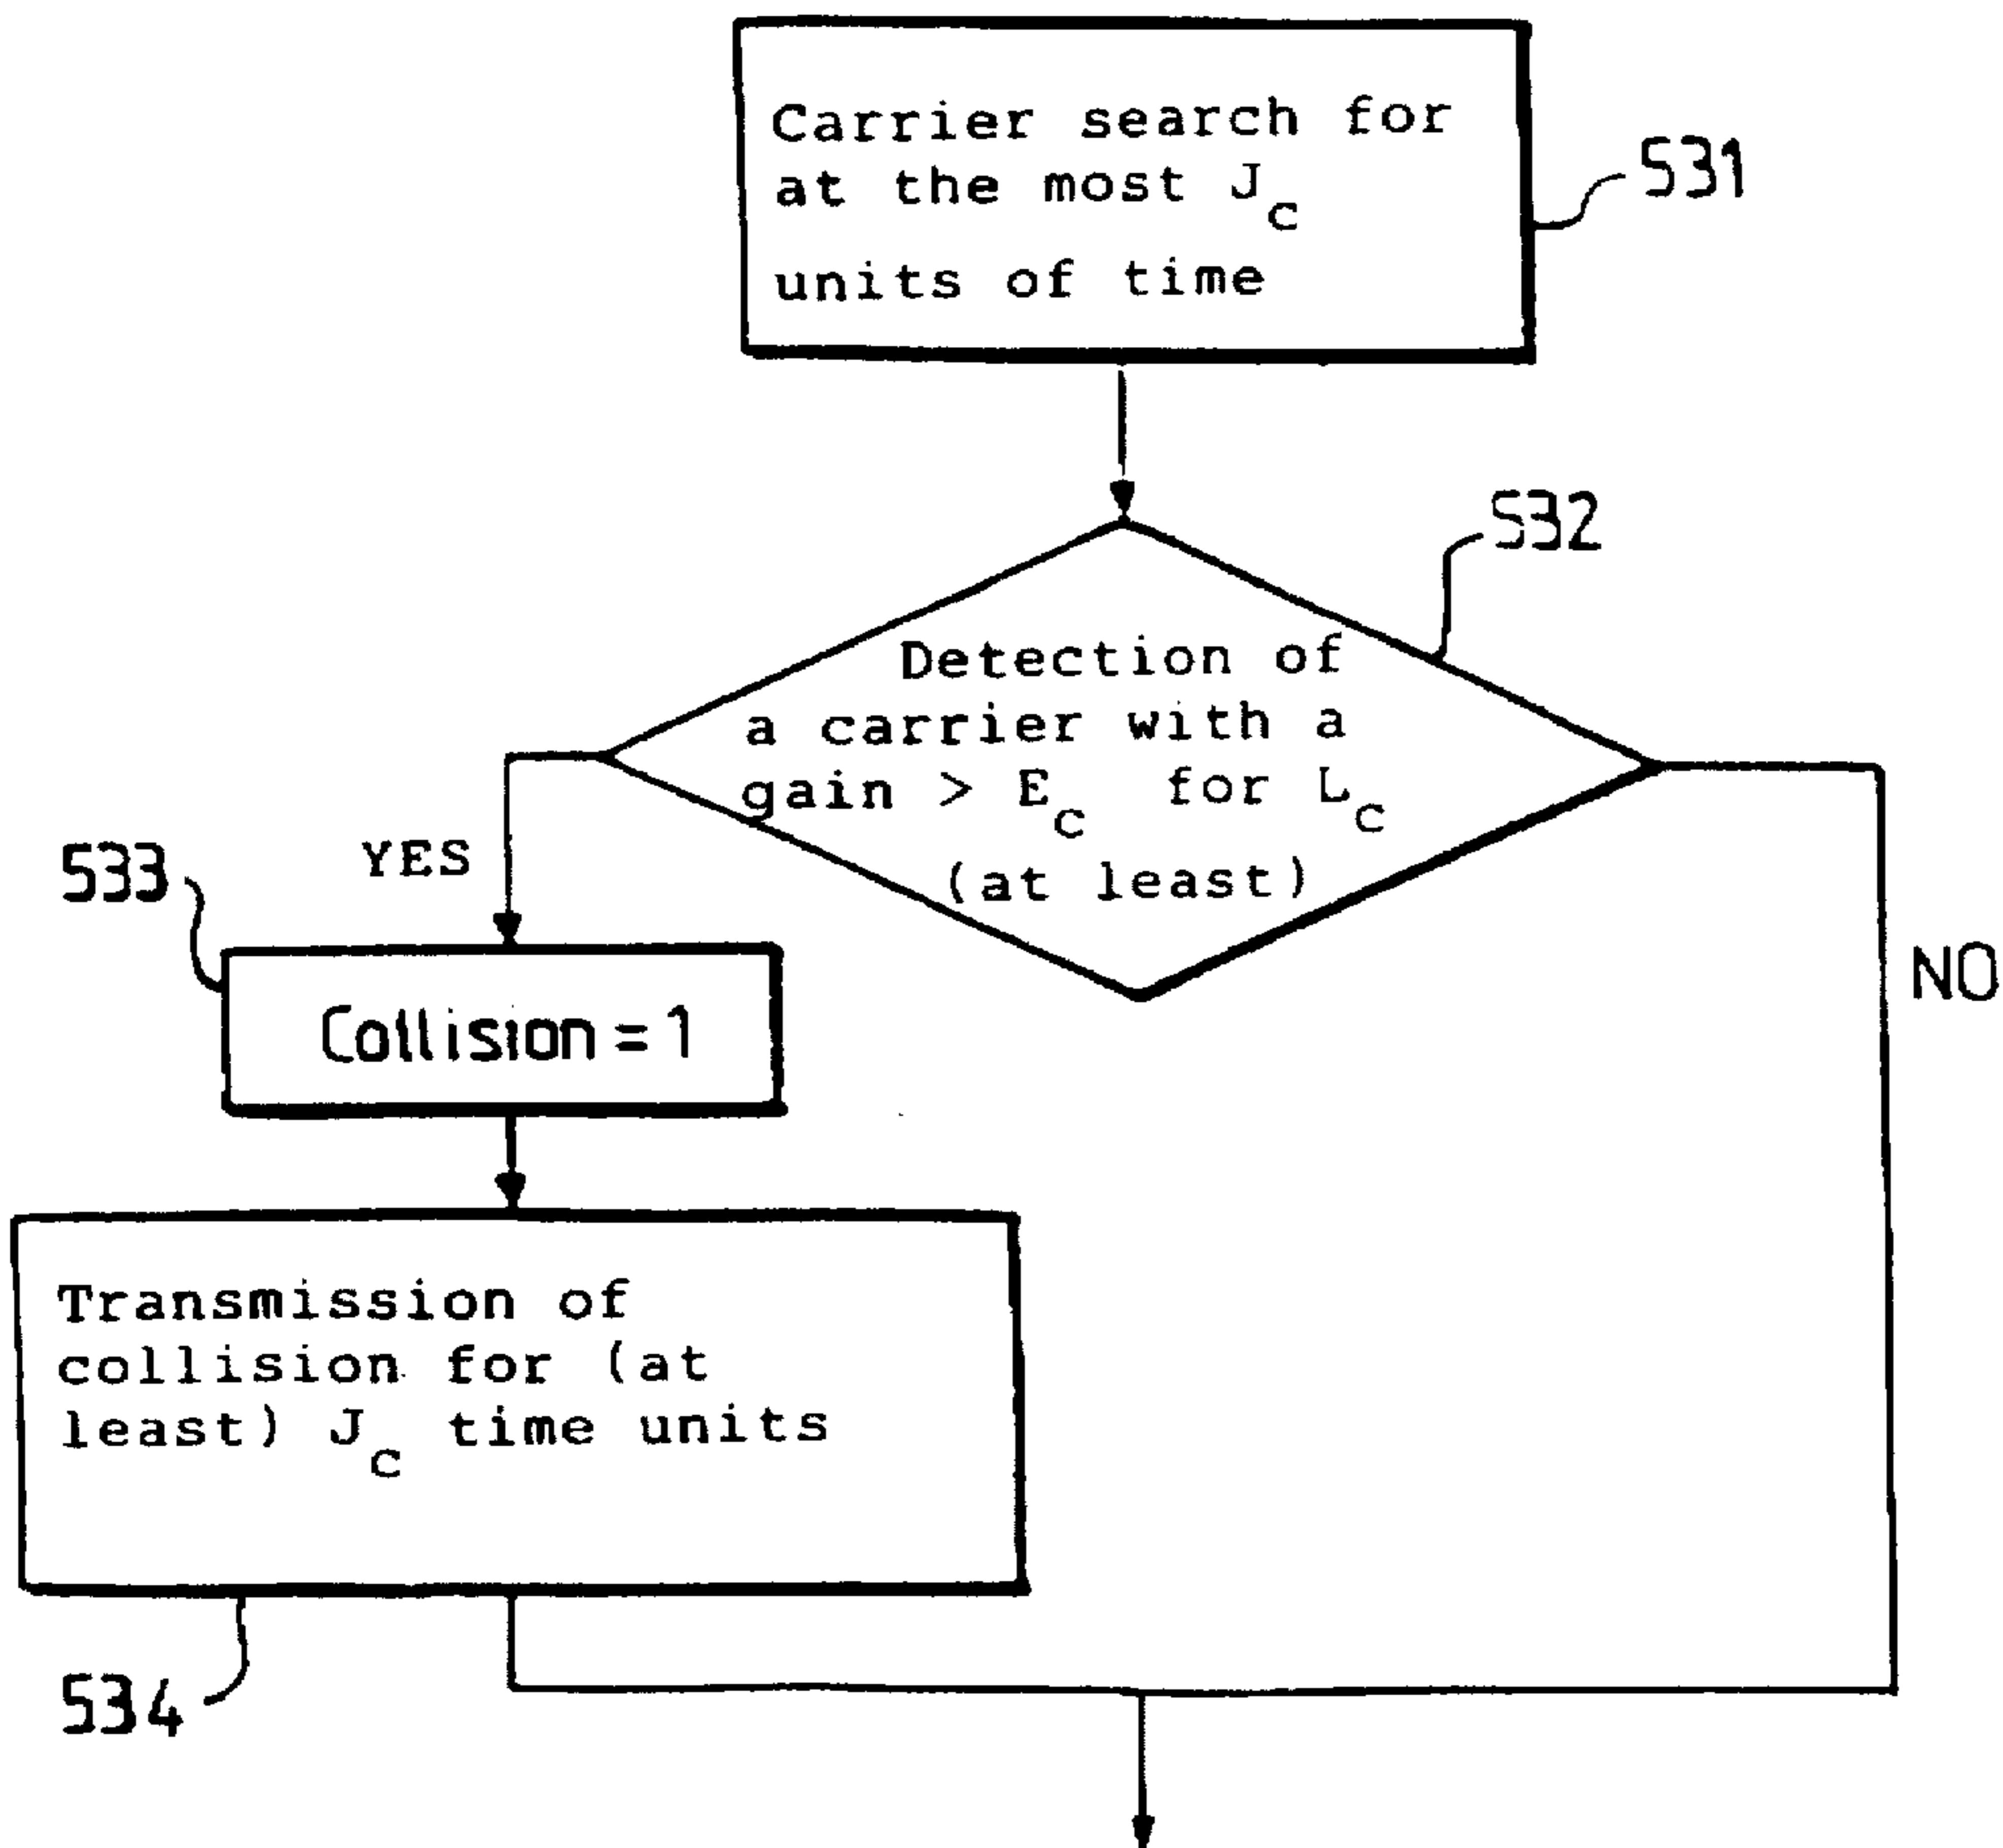 Carrier search for
at the most J_c
units of time
531
532
Detection of
a carrier with a
gain > E_c for L_c
(at least)
YES
NO
533
Collision = 1
Transmission of
collision for (at
least) J_c time units
534